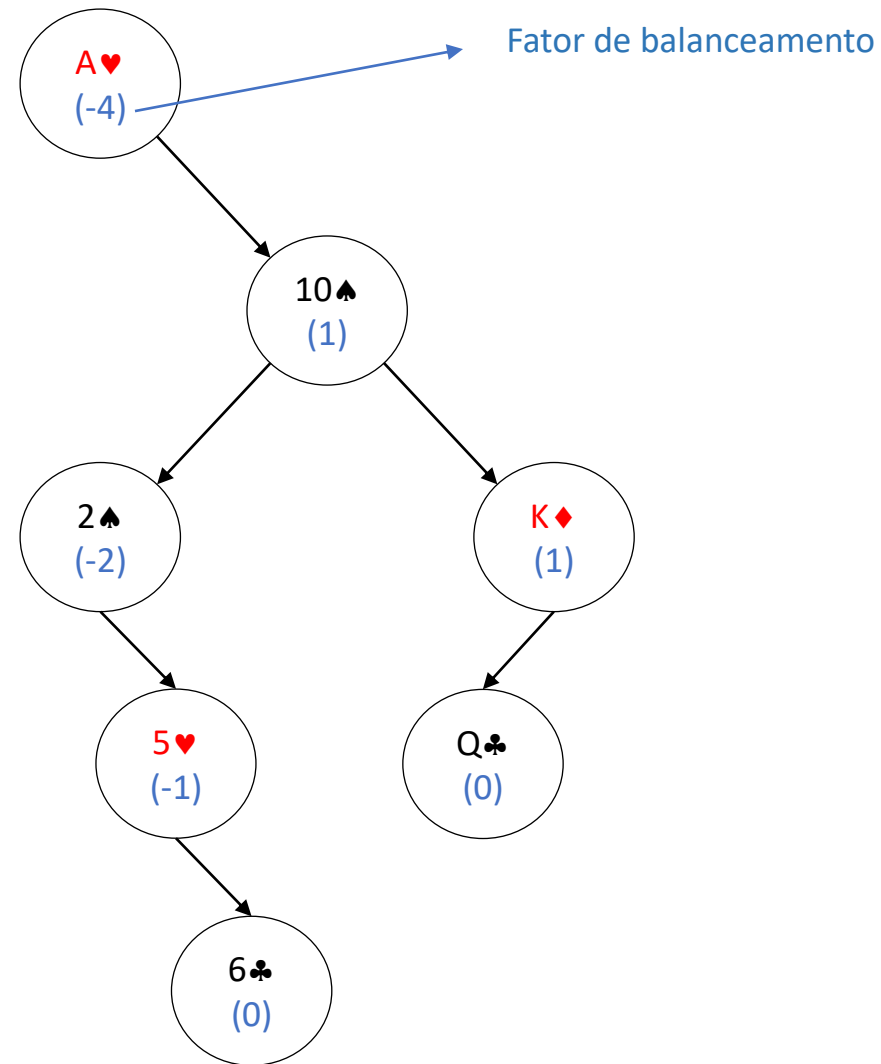 Fator de balanceamento
A♥
(-4)
10♠
(1)
2♠
(-2)
K♦
(1)
5♥
(-1)
Q♣
(0)
6♣
(0)